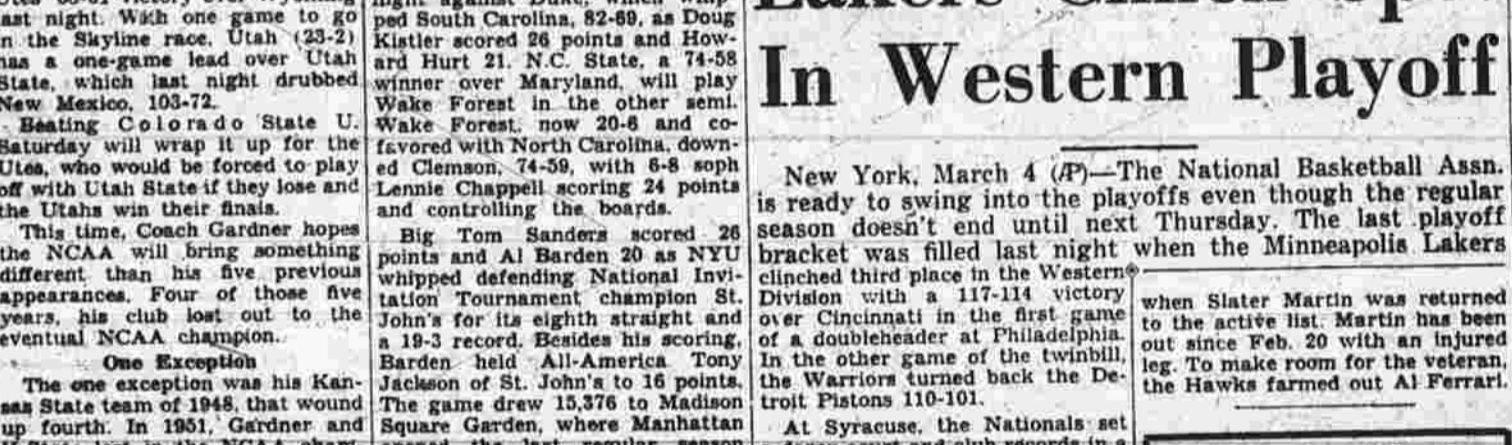 last night. With one game to go
in the Skyline race, Utah (23-2)
has a one-game lead over Utah
State, which last night drubbed
New Mexico, 103-72.
Beating Colorado State U.
Saturday will wrap it up for the
Utes, who would be forced to play
off with Utah State if they lose and
the Utahs win their finals.
This time, Coach Gardner hopes
the NCAA will bring something
different than his five previous
appearances. Four of those five
years, his club lost out to the
eventual NCAA champion.
One Exception
The one exception was his Kan-
sas State team of 1948, that wound
up fourth. In 1951, Gardner and
ped South Carolina, 82-69, as Doug
Kistler scored 26 points and How-
ard Hurt 21. N.C. State, a 74-58
winner over Maryland, will play
Wake Forest in the other semi.
Wake Forest, now 20-6 and co-
favored with North Carolina, down-
ed Clemson, 74-59, with 6-8 soph
Lennie Chappell scoring 24 points
and controlling the boards.
Big Tom Sanders scored 26
points and Al Barden 20 as NYU
whipped defending National Invi-
tation Tournament champion St.
John's for its eighth straight and
a 19-3 record. Besides his scoring,
Barden held All-America Tony
Jackson of St. John's to 16 points.
The game drew 15,376 to Madison
Square Garden, where Manhattan
In Western Playoff
New York, March 4 (AP)—The National Basketball Assn.
is ready to swing into the playoffs even though the regular
season doesn't end until next Thursday. The last playoff
bracket was filled last night when the Minneapolis Lakers
clinched third place in the Western
Division with a 117-114 victory
over Cincinnati in the first game
of a doubleheader at Philadelphia.
In the other game of the twinbill,
the Warriors turned back the De-
troit Pistons 110-101.
At Syracuse, the Nationals set
when Slater Martin was returned
to the active list. Martin has been
out since Feb. 20 with an injured
leg. To make room for the veteran,
the Hawks farmed out Al Ferrari.